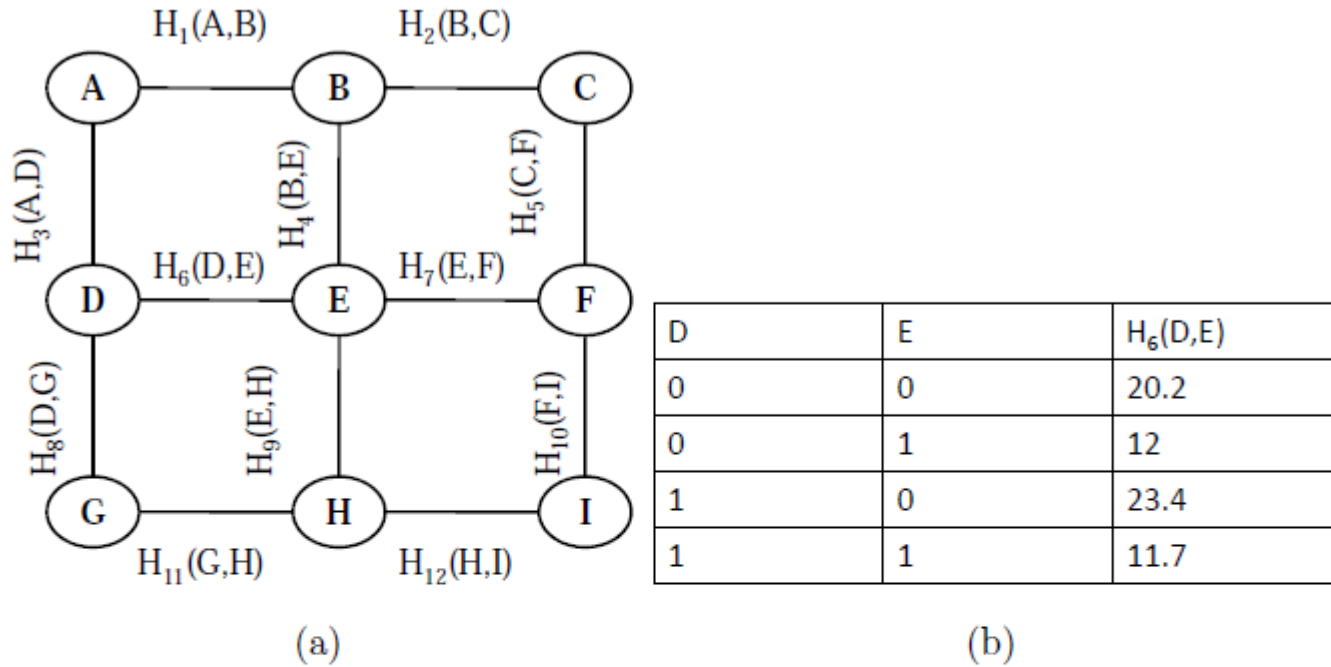 H₁(A,B) H₂(B,C)
A B C
H₃(A,D) H₄(B,E) H₅(C,F)
H₆(D,E) H₇(E,F)
D E F
H₈(D,G) H₉(E,H) H₁₀(F,I)
G H I
H₁₁(G,H) H₁₂(H,I)
(a)
D E H₆(D,E)
0 0 20.2
0 1 12
1 0 23.4
1 1 11.7
(b)